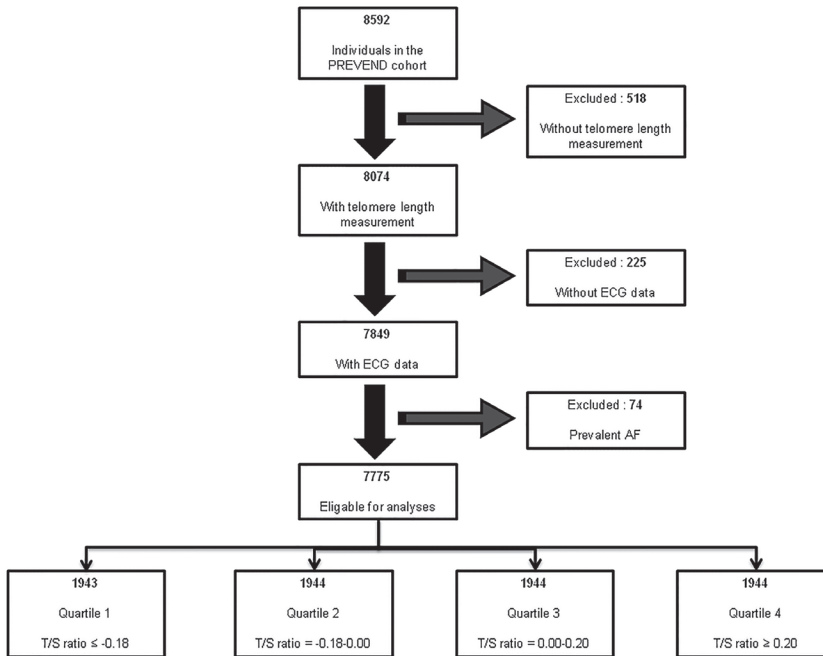 8592
Individuals in the
PREVEND cohort
Excluded : 518
Without telomere length
measurement
8074
With telomere length
measurement
Excluded : 225
Without ECG data
7849
With ECG data
Excluded : 74
Prevalent AF
7775
Eligable for analyses
1943
Quartile 1
T/S ratio ≤ -0.18
1944
Quartile 2
T/S ratio = -0.18-0.00
1944
Quartile 3
T/S ratio = 0.00-0.20
1944
Quartile 4
T/S ratio ≥ 0.20